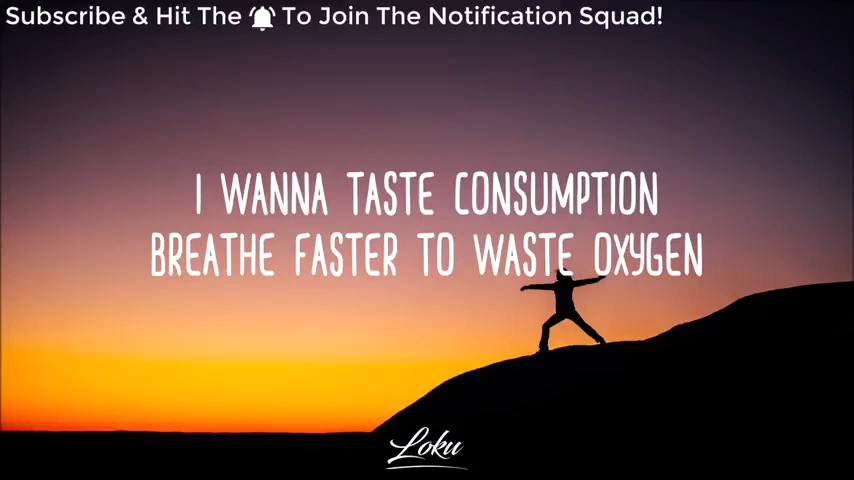 Subscribe & Hit The To Join The Notification Squad!
I WANNA TASTE CONSUMPTION
BREATHE FASTER TO WASTE OXYGEN
Loku